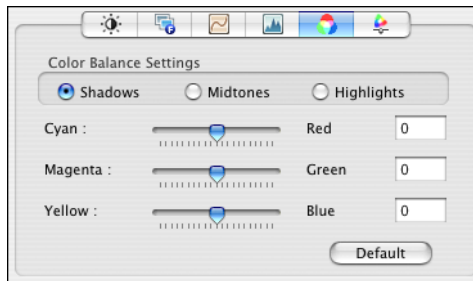 F
Color Balance Settings
Shadows Midtones Highlights
Cyan : Red 0
Magenta : Green 0
Yellow : Blue 0
Default